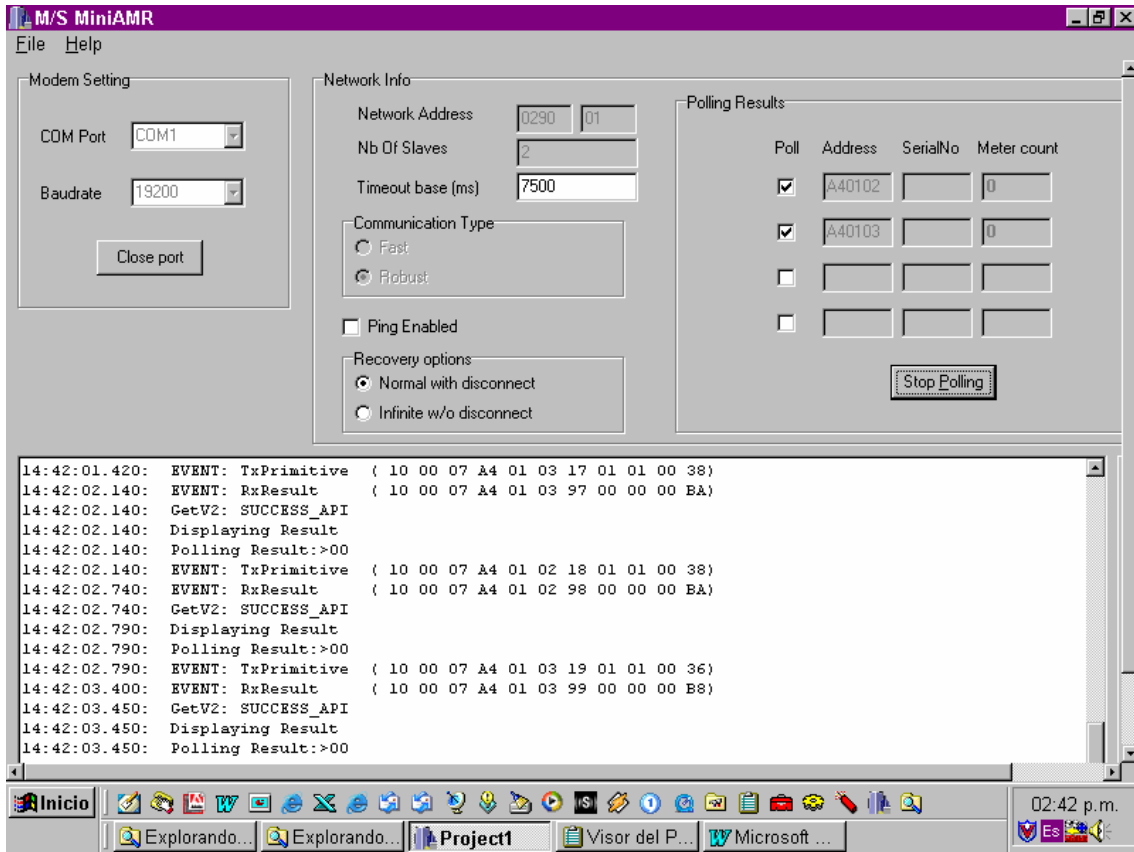 M/S MiniAMR
File Help
Modem Setting
COM Port COM1
Baudrate 19200
Close port
Network Info
Network Address 0290 01
Nb Of Slaves 2
Timeout base (ms) 7500
Communication Type
Fast
Robust
Ping Enabled
Recovery options
Normal with disconnect
Infinite w/o disconnect
Polling Results
Poll Address SerialNo Meter count
A40102 0
A40103 0
Stop Polling
14:42:01.420: EVENT: TxPrimitive ( 10 00 07 A4 01 03 17 01 01 00 38)
14:42:02.140: EVENT: RxResult ( 10 00 07 A4 01 03 97 00 00 00 BA)
14:42:02.140: GetV2: SUCCESS_API
14:42:02.140: Displaying Result
14:42:02.140: Polling Result:>00
14:42:02.140: EVENT: TxPrimitive ( 10 00 07 A4 01 02 18 01 01 00 38)
14:42:02.740: EVENT: RxResult ( 10 00 07 A4 01 02 98 00 00 00 BA)
14:42:02.740: GetV2: SUCCESS_API
14:42:02.790: Displaying Result
14:42:02.790: Polling Result:>00
14:42:02.790: EVENT: TxPrimitive ( 10 00 07 A4 01 03 19 01 01 00 36)
14:42:03.400: EVENT: RxResult ( 10 00 07 A4 01 03 99 00 00 00 B8)
14:42:03.450: GetV2: SUCCESS_API
14:42:03.450: Displaying Result
14:42:03.450: Polling Result:>00
Inicio
02:42 p.m.
Explorando... Explorando... Project1 Visor del P... Microsoft ...
Es